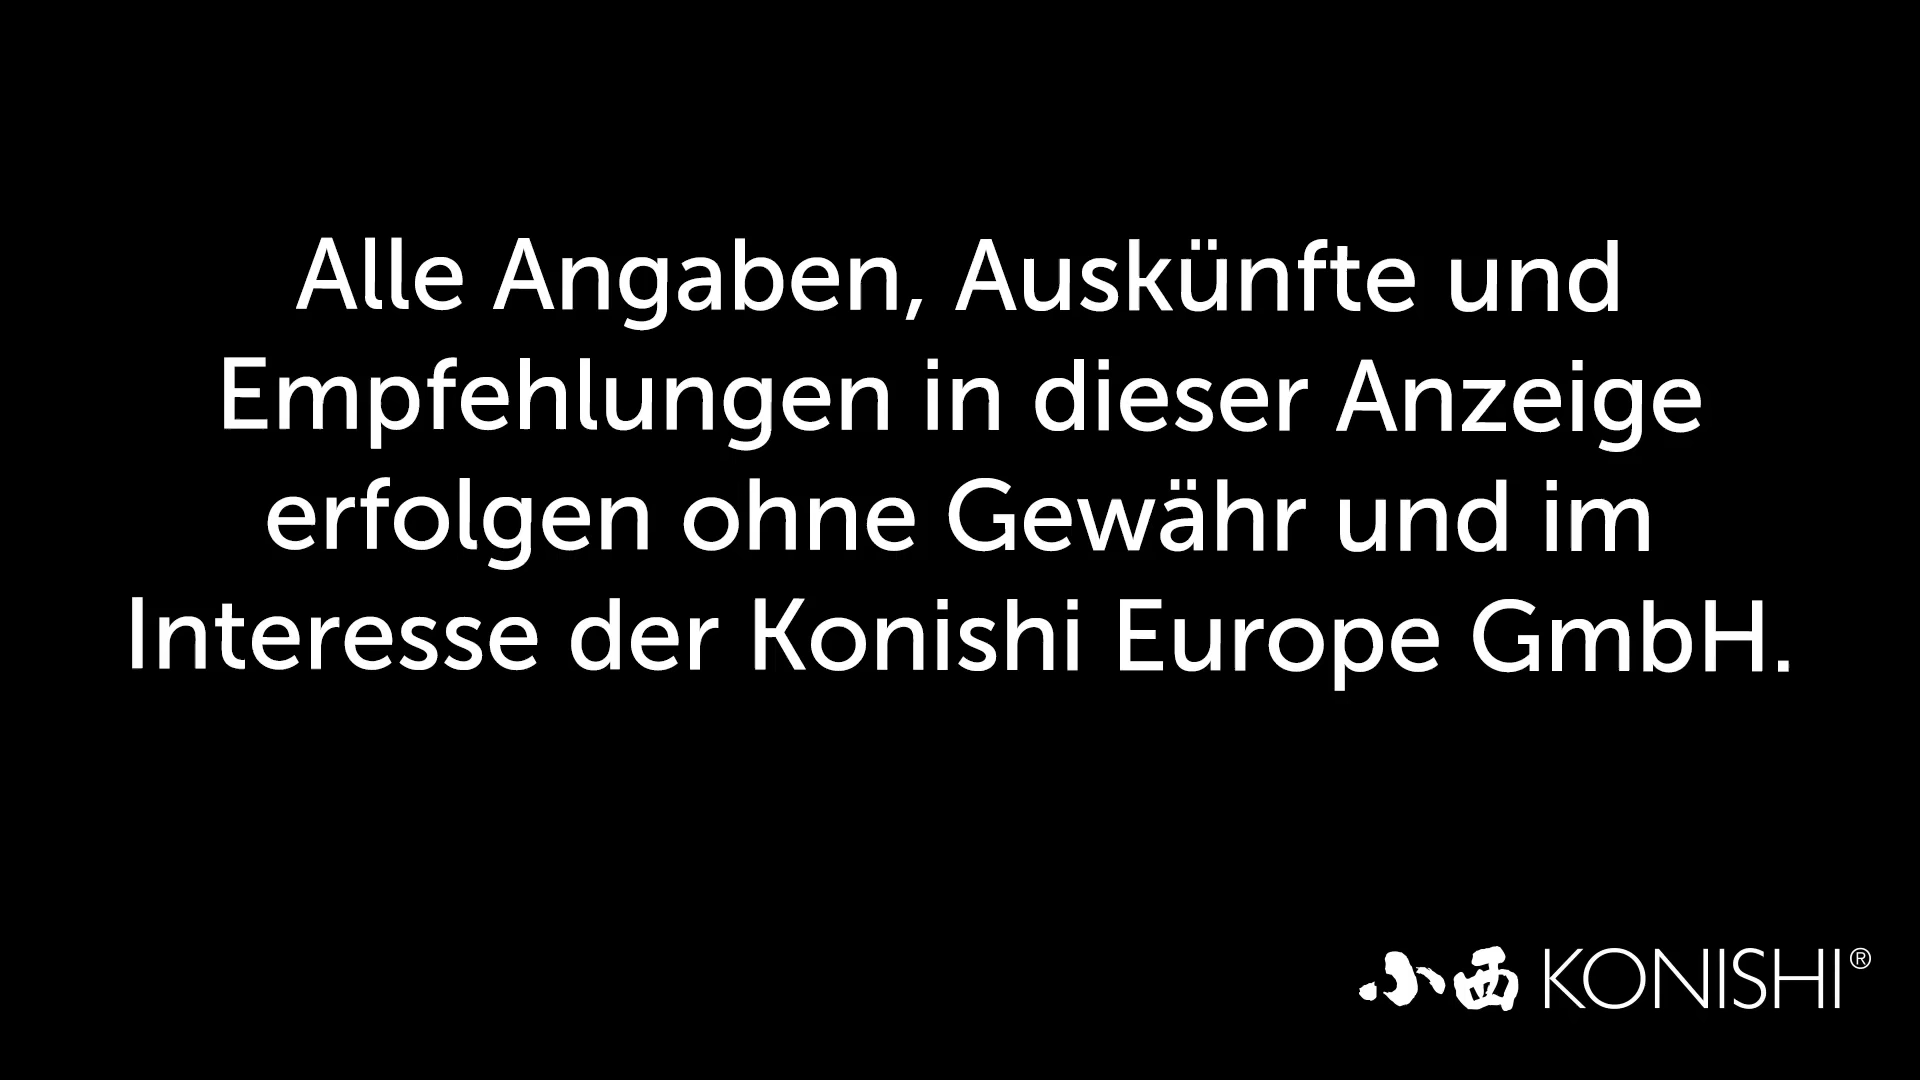 Alle Angaben, Auskünfte und
Empfehlungen in dieser Anzeige
erfolgen ohne Gewähr und im
Interesse der Konishi Europe GmbH.
小西 KONISHI®